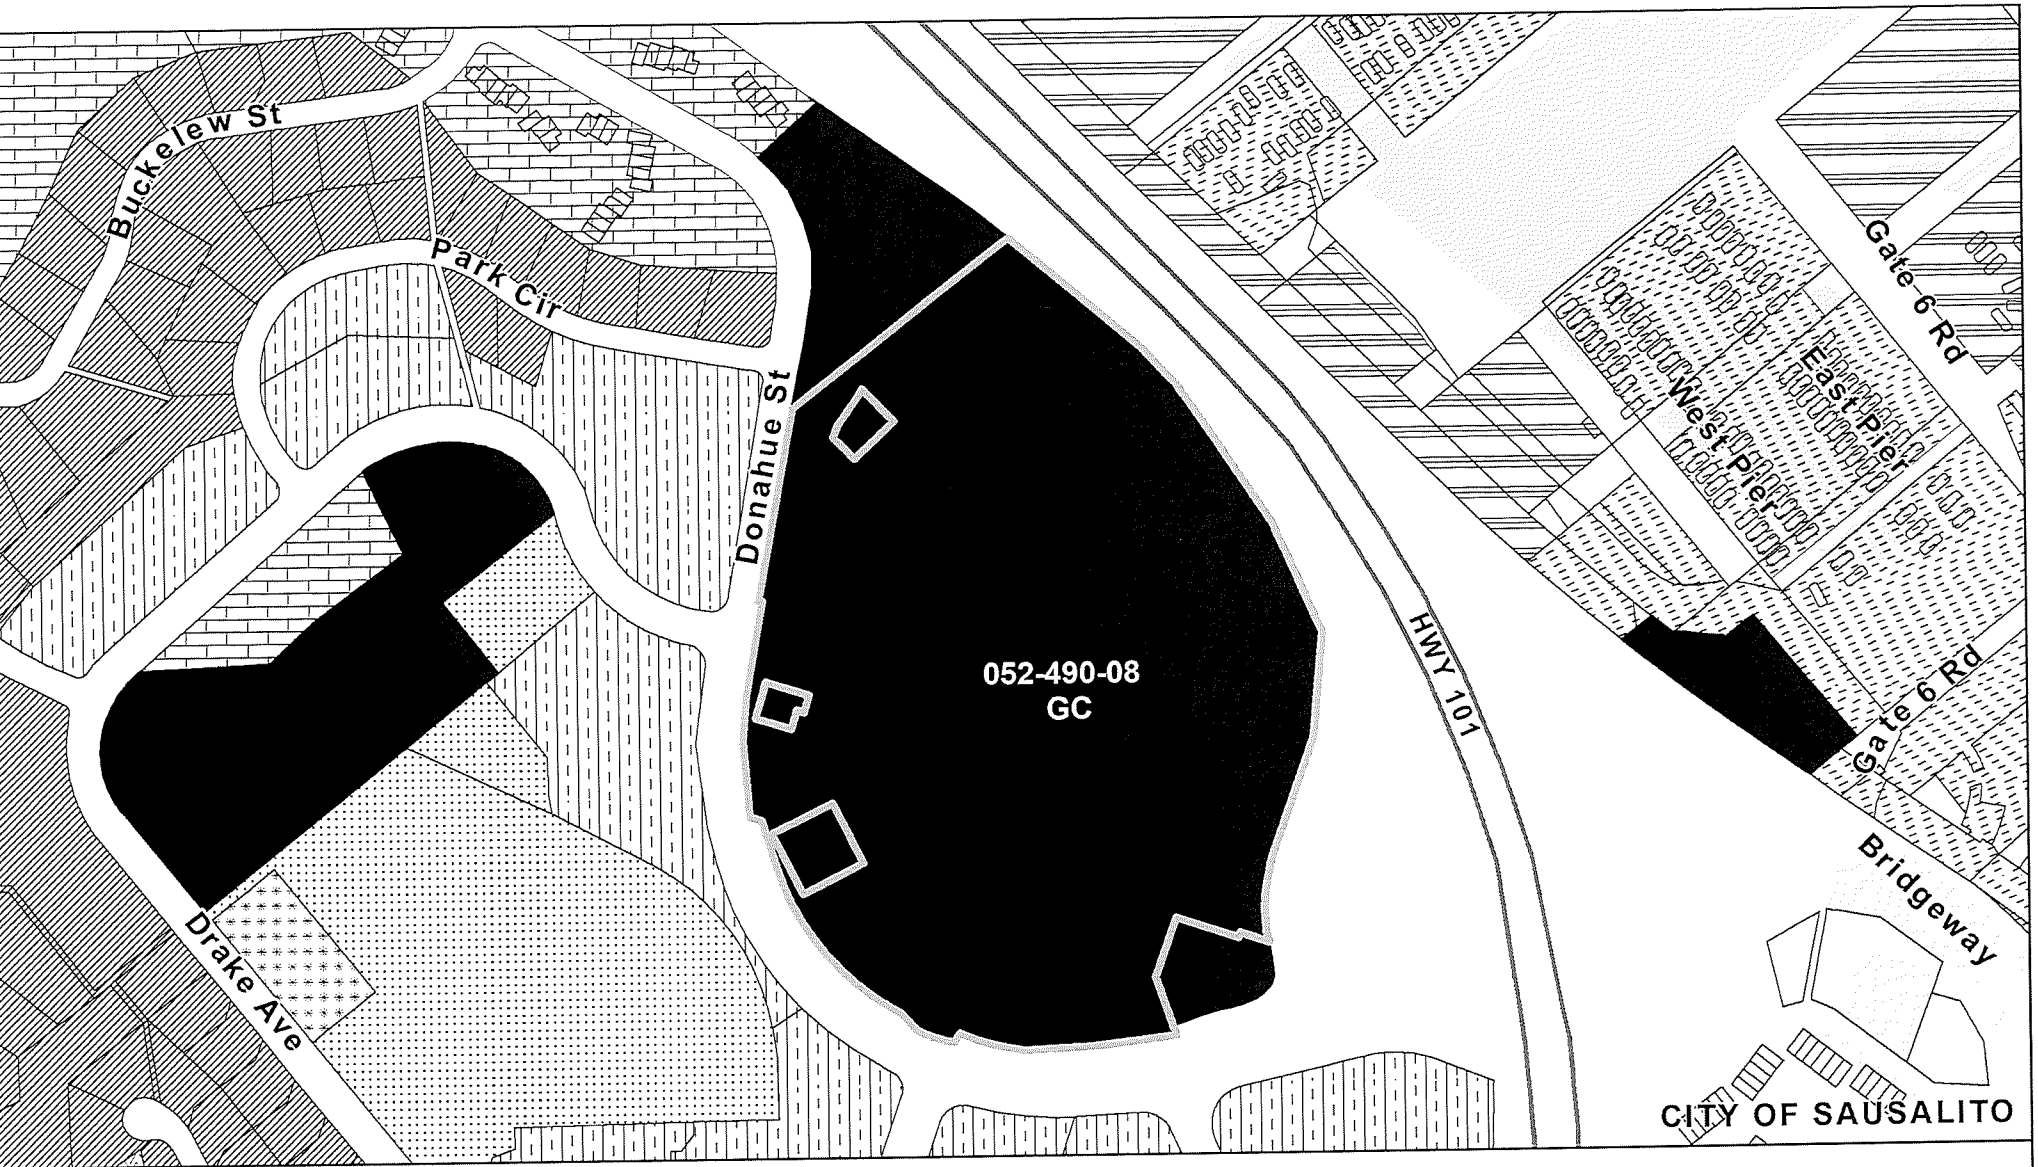 Buckelew St
Park Cir
Donahue St
Gate 6 Rd
East Pier
West Pier
052-490-08
GC
HWY 101
Gate 6 Rd
Bridgeway
Drake Ave
CITY OF SAUSALITO